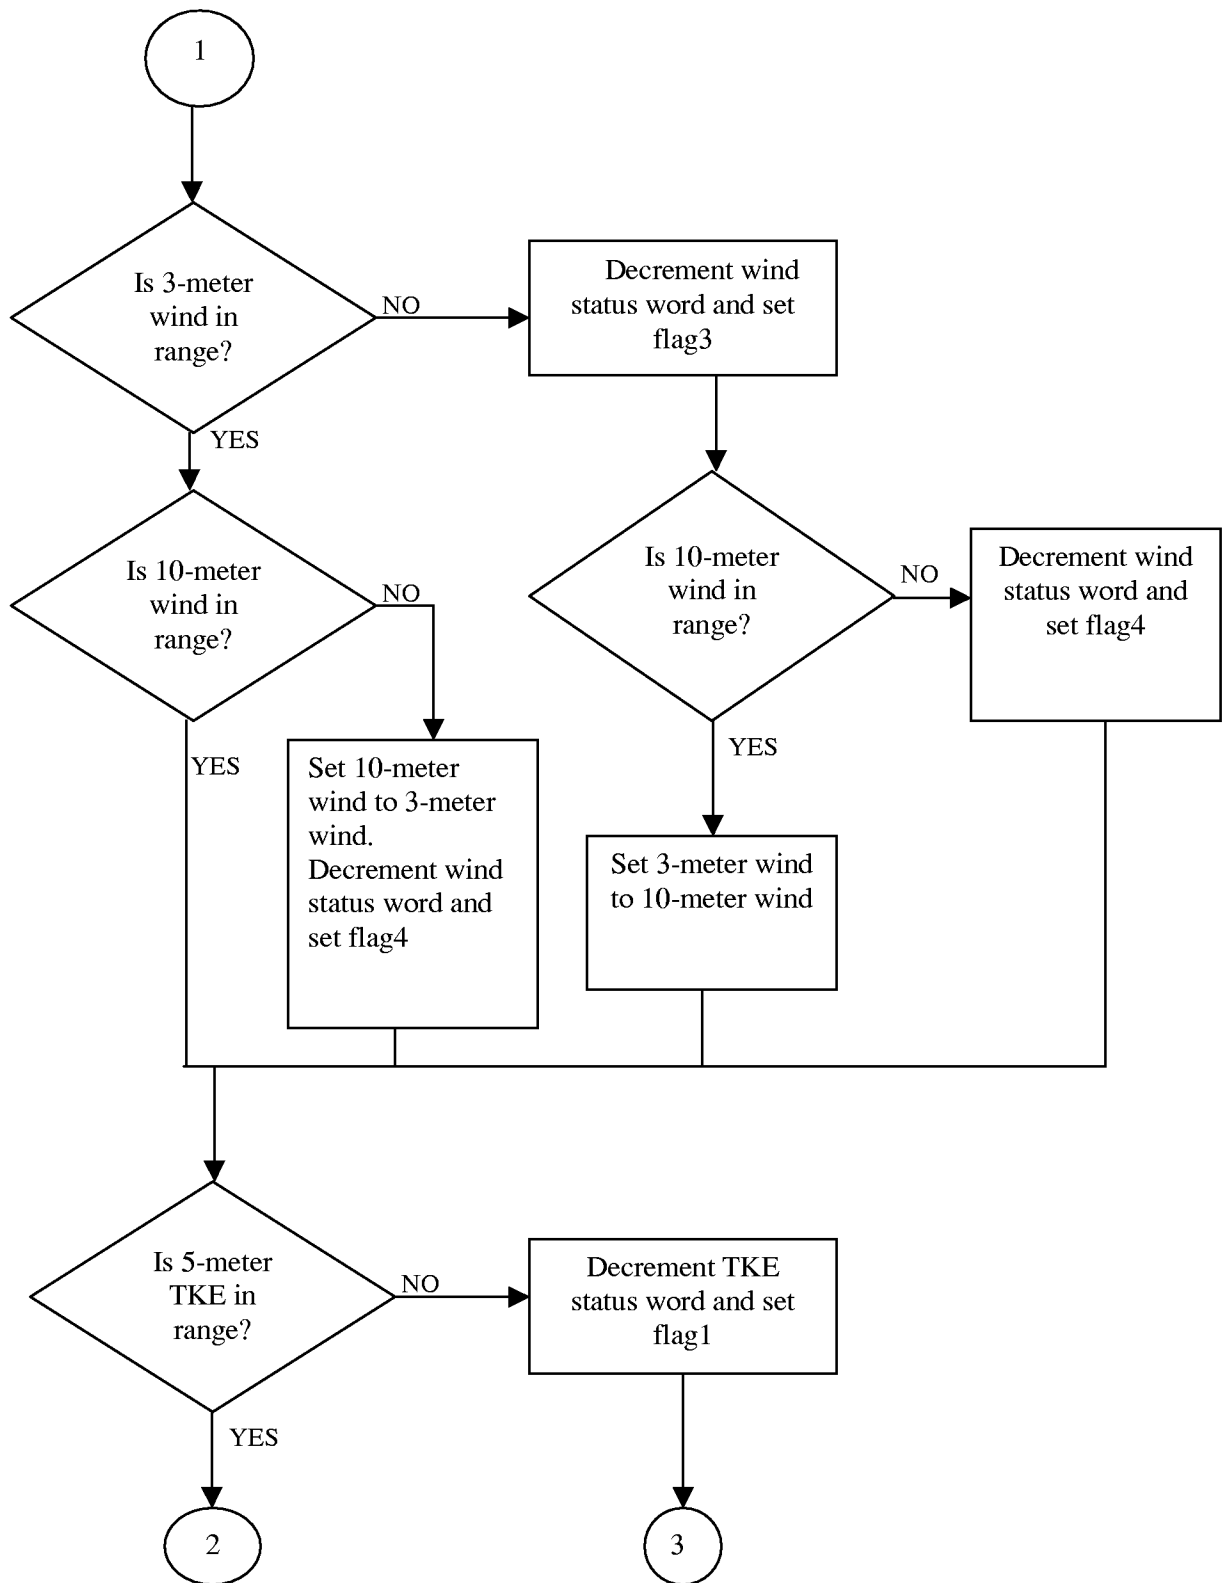 1
Is 3-meter
wind in
range?
NO
Decrement wind
status word and set
flag3
YES
Is 10-meter
wind in
range?
NO
Is 10-meter
wind in
range?
NO
Decrement wind
status word and
set flag4
YES
Set 10-meter
wind to 3-meter
wind.
Decrement wind
status word and
set flag4
YES
Set 3-meter wind
to 10-meter wind
Is 5-meter
TKE in
range?
NO
Decrement TKE
status word and set
flag1
YES
2
3